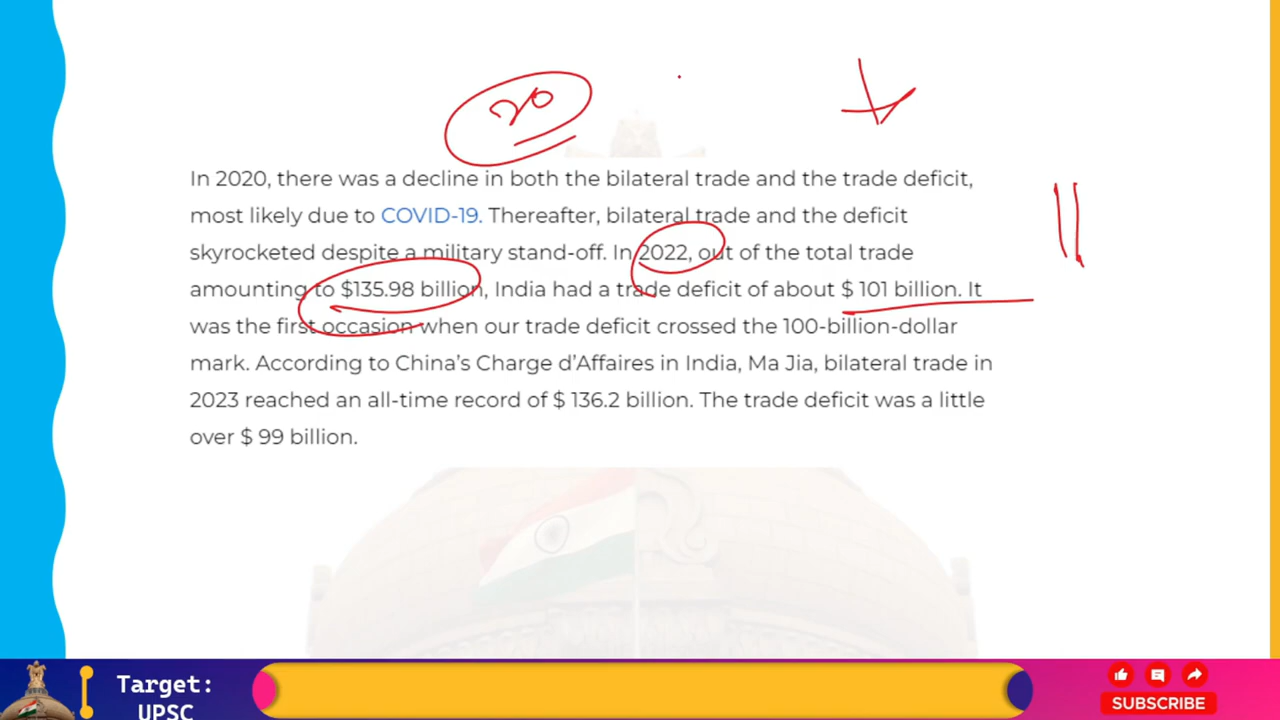 20
In 2020, there was a decline in both the bilateral trade and the trade deficit,
most likely due to COVID-19. Thereafter, bilateral trade and the deficit
skyrocketed despite a military stand-off. In 2022, out of the total trade
amounting to $135.98 billion, India had a trade deficit of about $ 101 billion. It
was the first occasion when our trade deficit crossed the 100-billion-dollar
mark. According to China’s Charge d’Affaires in India, Ma Jia, bilateral trade in
2023 reached an all-time record of $ 136.2 billion. The trade deficit was a little
over $ 99 billion.
Target:
UPSC
SUBSCRIBE